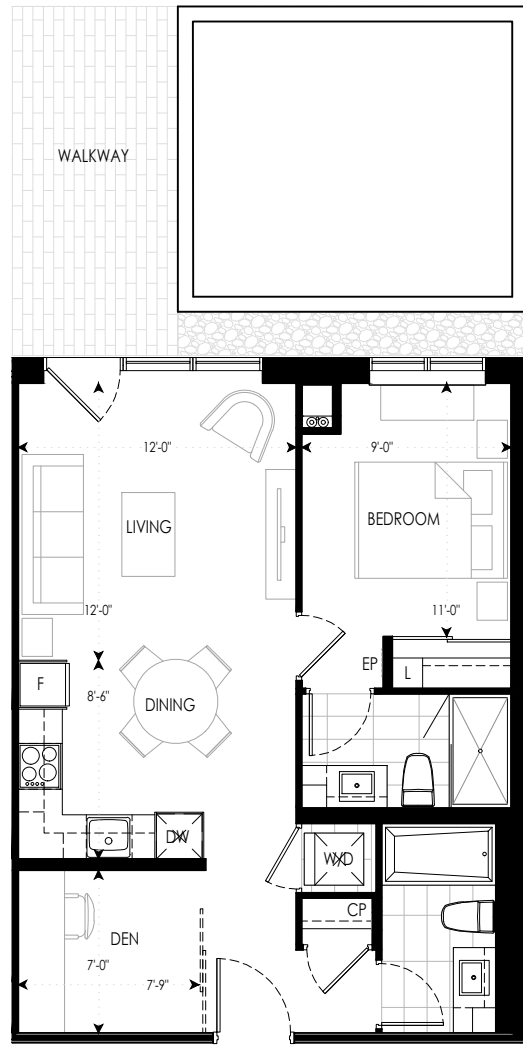 WALKWAY
12'-0"
9'-0"
LIVING
BEDROOM
12'-0"
11'-0"
EP
L
F
8'-6"
DINING
DW
W/D
CP
DEN
7'-0"
7'-9"